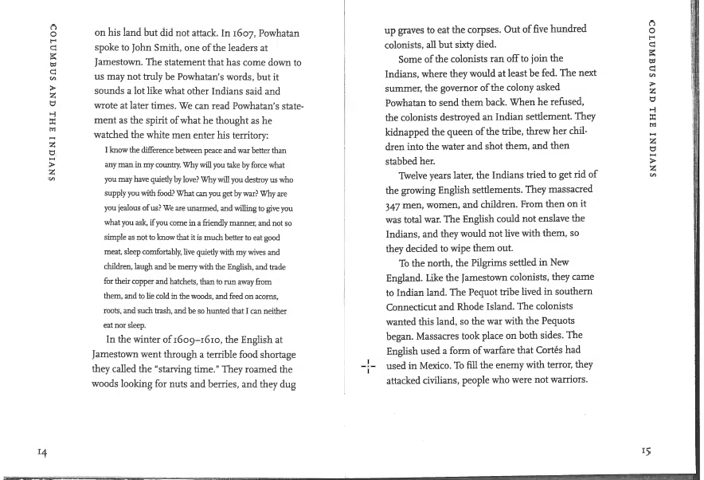 COLUMBUS AND THE INDIANS
on his land but did not attack. In 1607, Powhatan
spoke to John Smith, one of the leaders at
Jamestown. The statement that has come down to
us may not truly be Powhatan's words, but it
sounds a lot like what other Indians said and
wrote at later times. We can read Powhatan's state-
ment as the spirit of what he thought as he
watched the white men enter his territory:
I know the difference between peace and war better than
any man in my country. Why will you take by force what
you may have quietly by love? Why will you destroy us who
supply you with food? What can you get by war? Why are
you jealous of us? We are unarmed, and willing to give you
what you ask, if you come in a friendly manner, and not so
simple as not to know that it is much better to eat good
meat, sleep comfortably, live quietly with my wives and
children, laugh and be merry with the English, and trade
for their copper and hatchets, than to run away from
them, and to lie cold in the woods, and feed on acorns,
roots, and such trash, and be so hunted that I can neither
eat nor sleep.
In the winter of 1609–1610, the English at
Jamestown went through a terrible food shortage
they called the "starving time." They roamed the
woods looking for nuts and berries, and they dug
14
up graves to eat the corpses. Out of five hundred
colonists, all but sixty died.
Some of the colonists ran off to join the
Indians, where they would at least be fed. The next
summer, the governor of the colony asked
Powhatan to send them back. When he refused,
the colonists destroyed an Indian settlement. They
kidnapped the queen of the tribe, threw her chil-
dren into the water and shot them, and then
stabbed her.
Twelve years later, the Indians tried to get rid of
the growing English settlements. They massacred
347 men, women, and children. From then on it
was total war. The English could not enslave the
Indians, and they would not live with them, so
they decided to wipe them out.
To the north, the Pilgrims settled in New
England. Like the Jamestown colonists, they came
to Indian land. The Pequot tribe lived in southern
Connecticut and Rhode Island. The colonists
wanted this land, so the war with the Pequots
began. Massacres took place on both sides. The
English used a form of warfare that Cortés had
used in Mexico. To fill the enemy with terror, they
attacked civilians, people who were not warriors.
COLUMBUS AND THE INDIANS
15